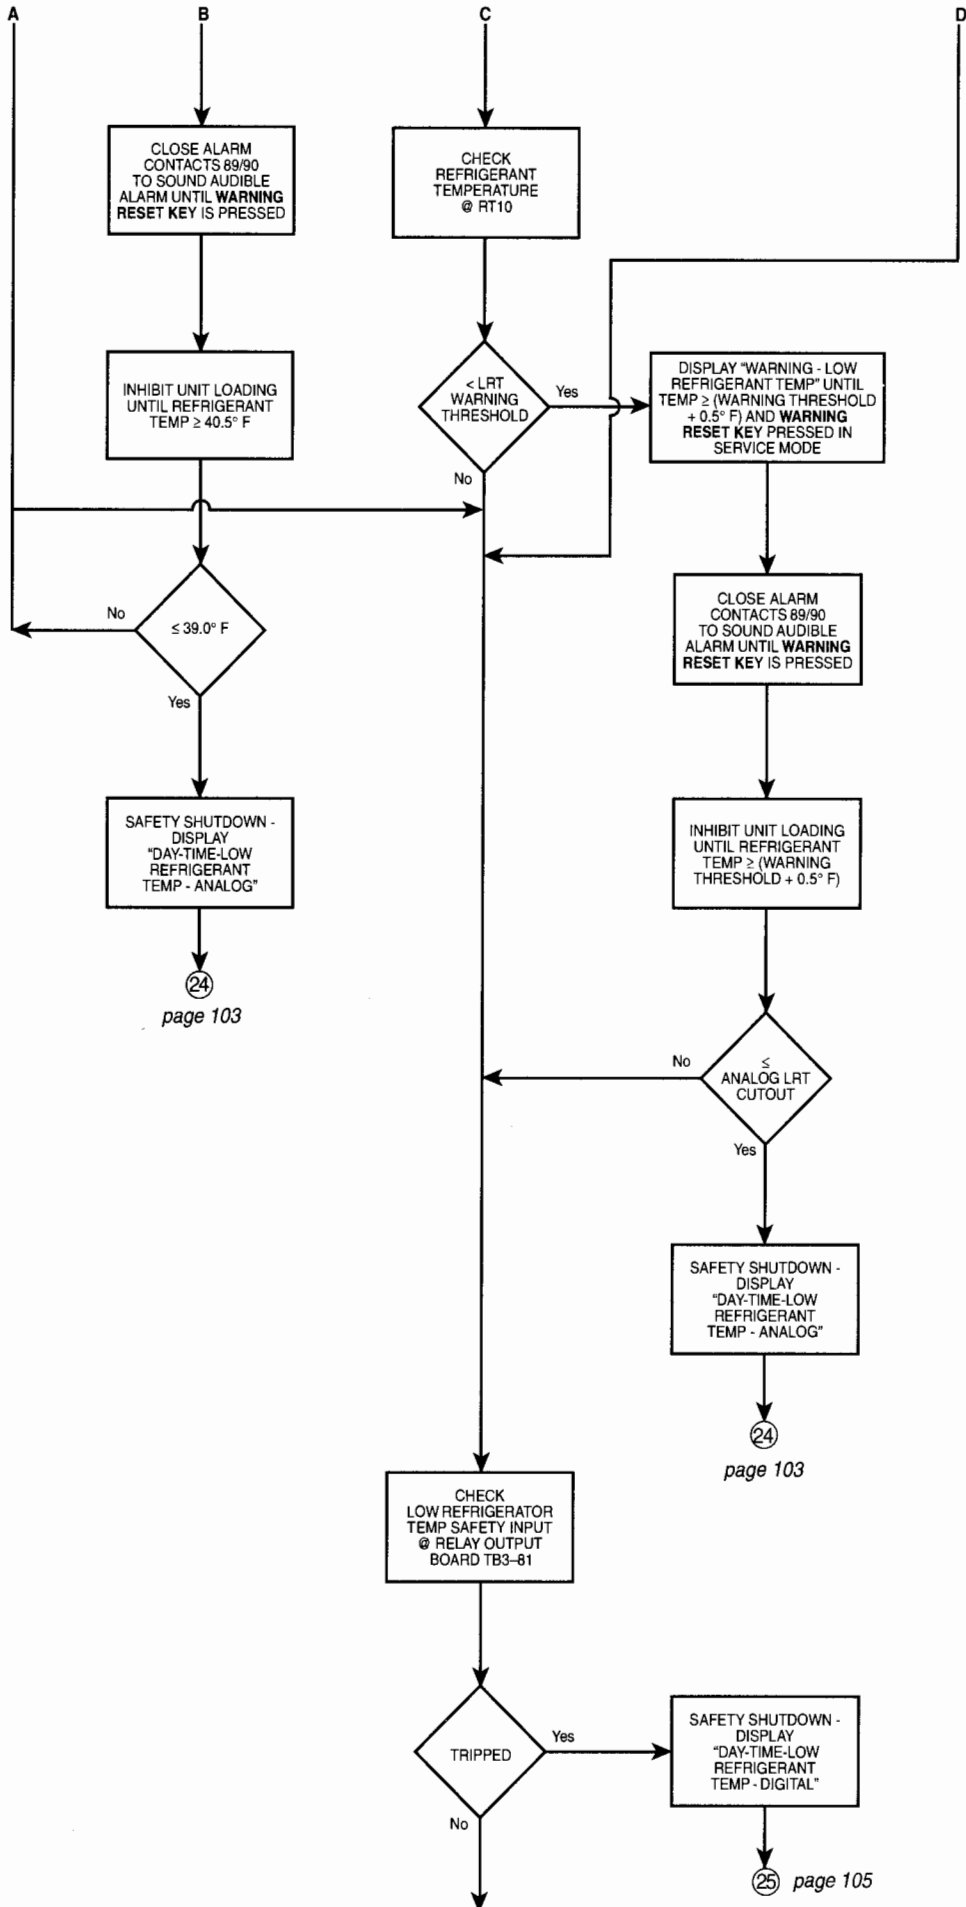 A
B
C
D
CLOSE ALARM
CONTACTS 89/90
TO SOUND AUDIBLE
ALARM UNTIL WARNING
RESET KEY IS PRESSED
CHECK
REFRIGERANT
TEMPERATURE
@ RT10
INHIBIT UNIT LOADING
UNTIL REFRIGERANT
TEMP ≥ 40.5° F
< LRT
WARNING
THRESHOLD
Yes
No
DISPLAY "WARNING - LOW
REFRIGERANT TEMP" UNTIL
TEMP ≥ (WARNING THRESHOLD
+ 0.5° F) AND WARNING
RESET KEY PRESSED IN
SERVICE MODE
No
≤ 39.0° F
Yes
CLOSE ALARM
CONTACTS 89/90
TO SOUND AUDIBLE
ALARM UNTIL WARNING
RESET KEY IS PRESSED
SAFETY SHUTDOWN -
DISPLAY
"DAY-TIME-LOW
REFRIGERANT
TEMP - ANALOG"
24
page 103
INHIBIT UNIT LOADING
UNTIL REFRIGERANT
TEMP ≥ (WARNING
THRESHOLD + 0.5° F)
No
≤
ANALOG LRT
CUTOUT
Yes
SAFETY SHUTDOWN -
DISPLAY
"DAY-TIME-LOW
REFRIGERANT
TEMP - ANALOG"
24
page 103
CHECK
LOW REFRIGERATOR
TEMP SAFETY INPUT
@ RELAY OUTPUT
BOARD TB3–81
TRIPPED
Yes
No
SAFETY SHUTDOWN -
DISPLAY
"DAY-TIME-LOW
REFRIGERANT
TEMP - DIGITAL"
25 page 105